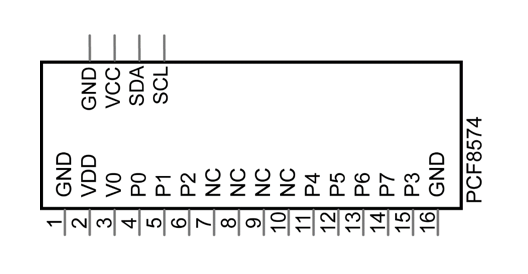 GND VCC SDA SCL
GND VDD V0 P0 P1 P2 NC NC NC NC P4 P5 P6 P7 P3 GND
1 2 3 4 5 6 7 8 9 10 11 12 13 14 15 16
PCF8574